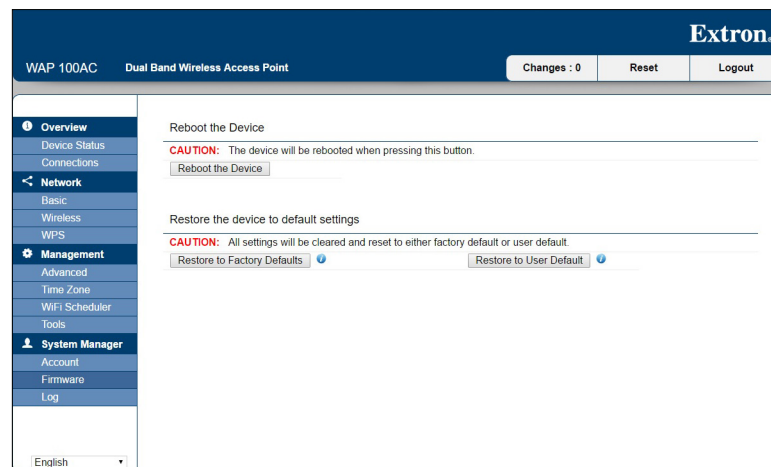 Extron®
WAP 100AC Dual Band Wireless Access Point Changes : 0 Reset Logout
Overview
Device Status
Connections
Network
Basic
Wireless
WPS
Management
Advanced
Time Zone
WiFi Scheduler
Tools
System Manager
Account
Firmware
Log
English
Reboot the Device
CAUTION: The device will be rebooted when pressing this button.
Reboot the Device
Restore the device to default settings
CAUTION: All settings will be cleared and reset to either factory default or user default.
Restore to Factory Defaults Restore to User Default